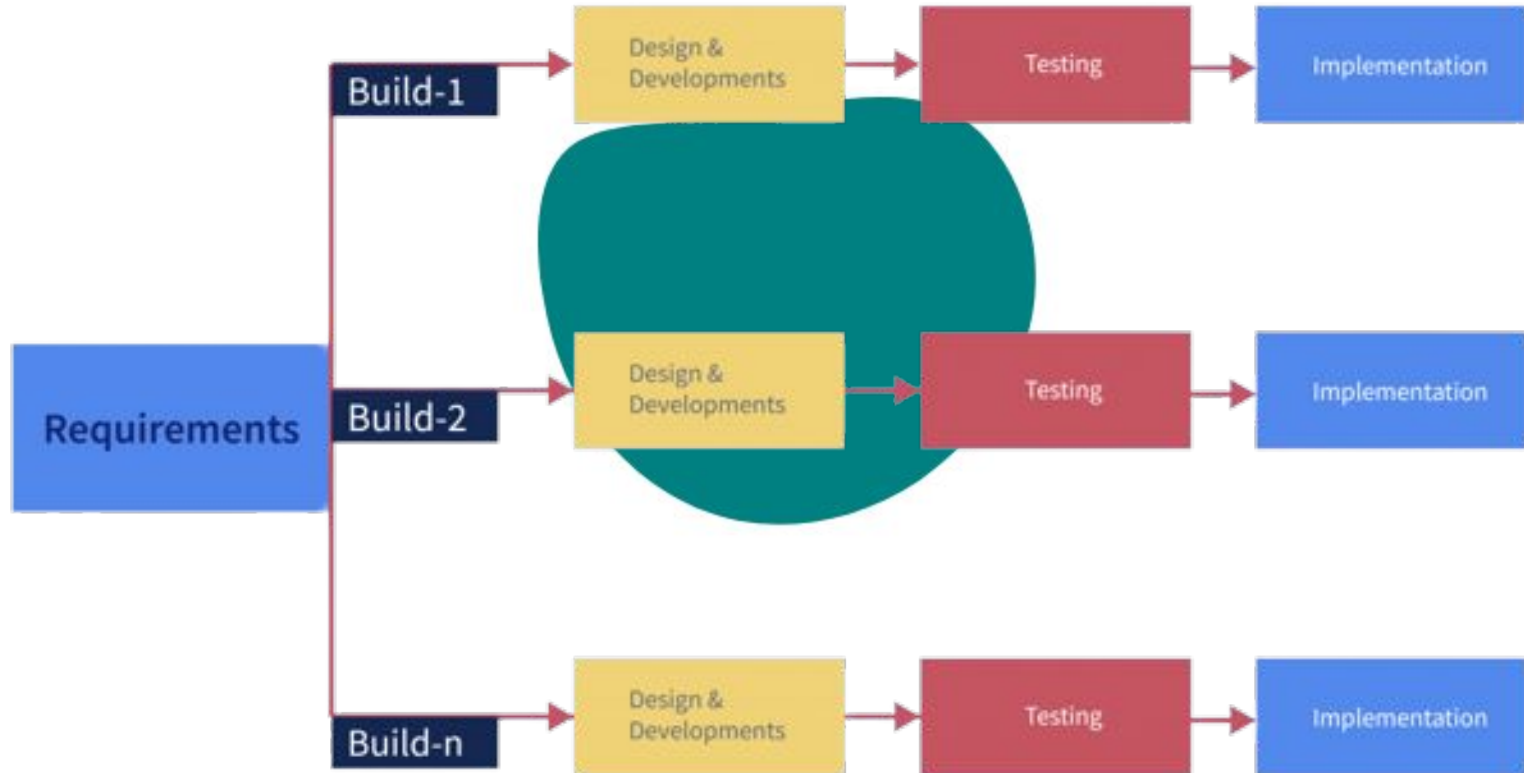 Build-1
Design &
Developments
Testing
Implementation
Requirements
Build-2
Design &
Developments
Testing
Implementation
Build-n
Design &
Developments
Testing
Implementation